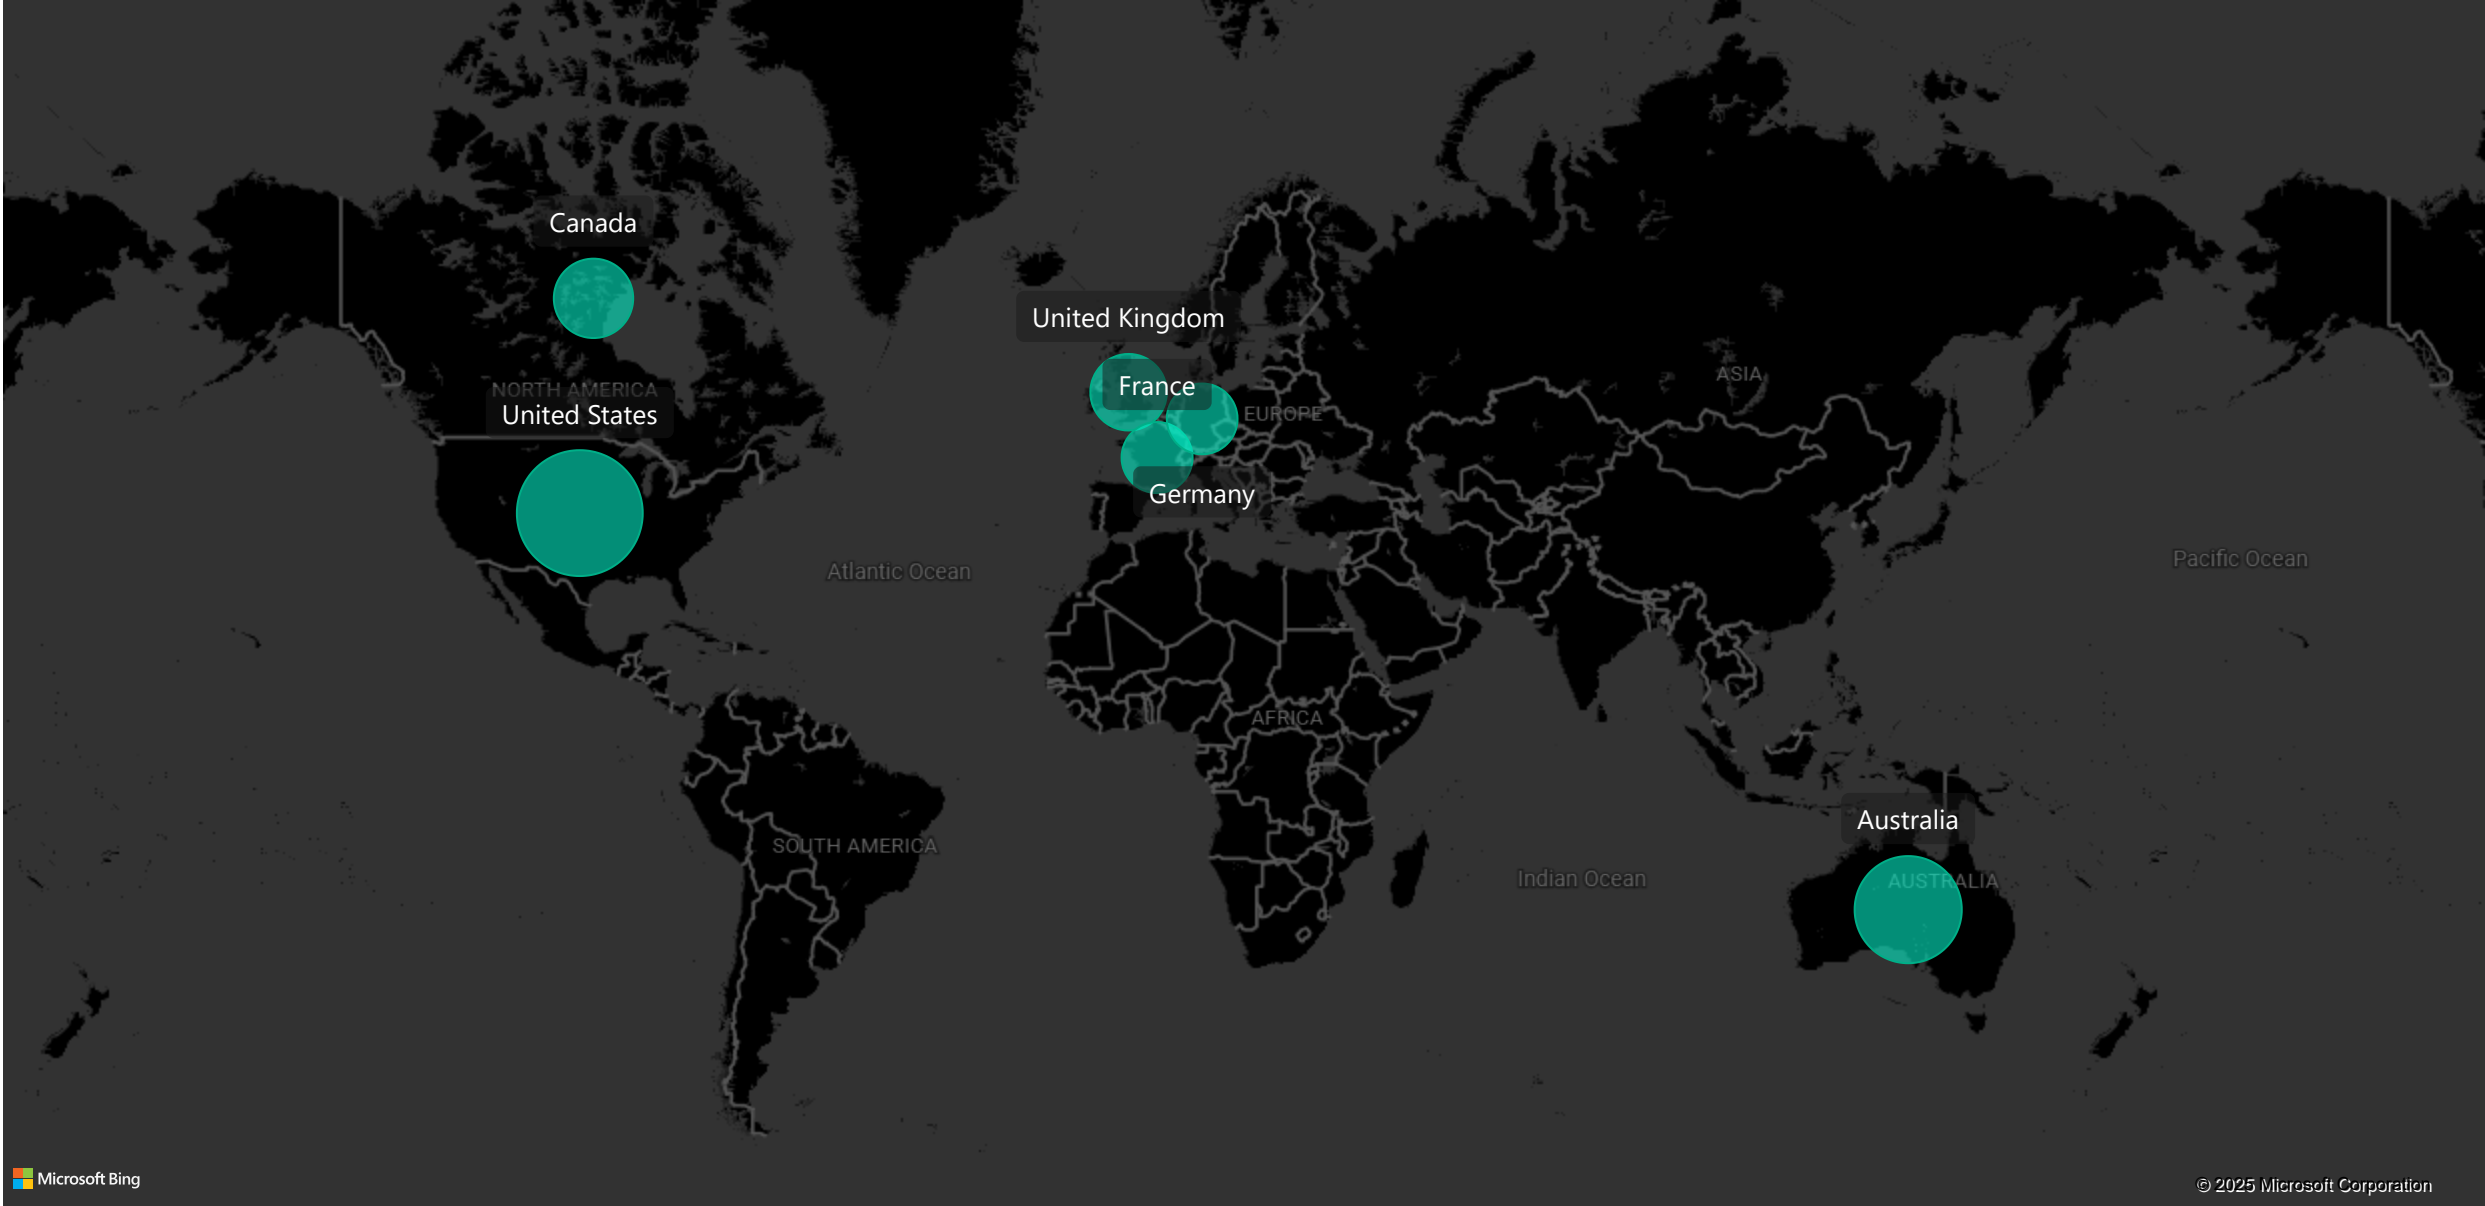 Canada
United Kingdom
ASIA
France
NORTH AMERICA
EUROPE
United States
Germany
Pacific Ocean
Atlantic Ocean
AFRICA
Australia
SOUTH AMERICA
Indian Ocean
AUSTRALIA
Microsoft Bing
© 2025 Microsoft Corporation